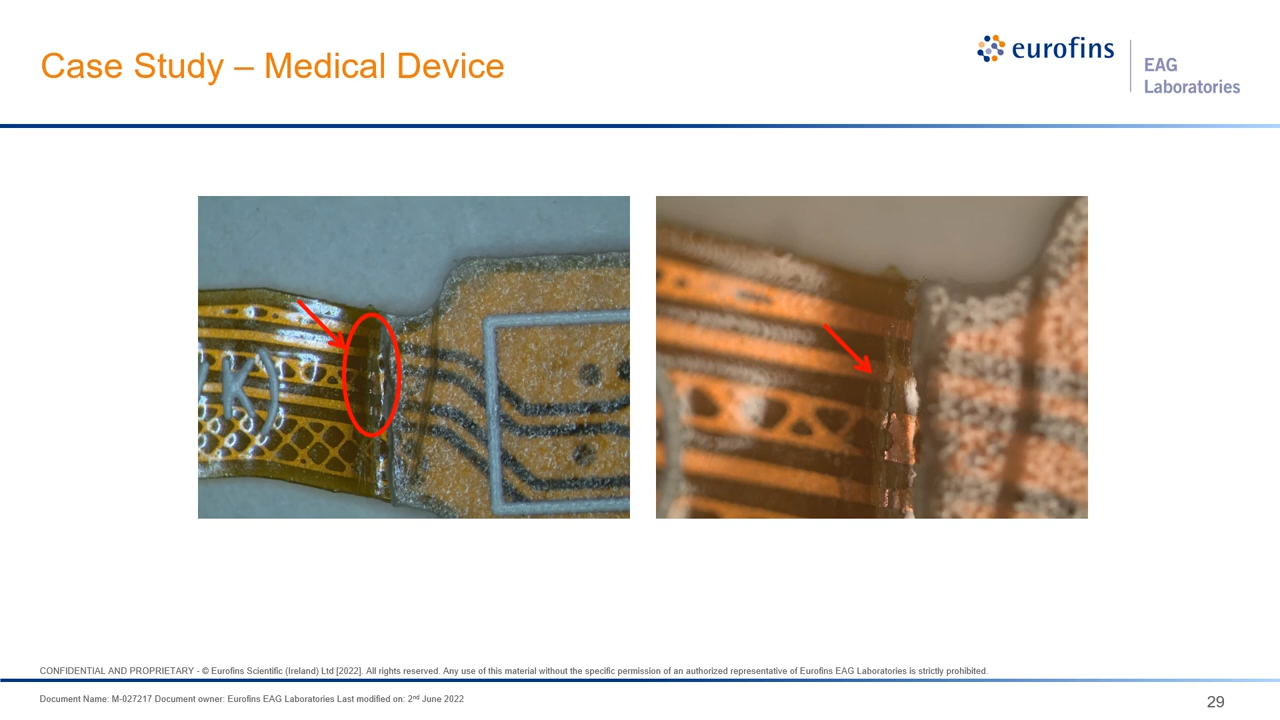 Case Study – Medical Device
eurofins
EAG
Laboratories
K)
CONFIDENTIAL AND PROPRIETARY - © Eurofins Scientific (Ireland) Ltd [2022]. All rights reserved. Any use of this material without the specific permission of an authorized representative of Eurofins EAG Laboratories is strictly prohibited.
Document Name: M-027217 Document owner: Eurofins EAG Laboratories Last modified on: 2nd June 2022
29